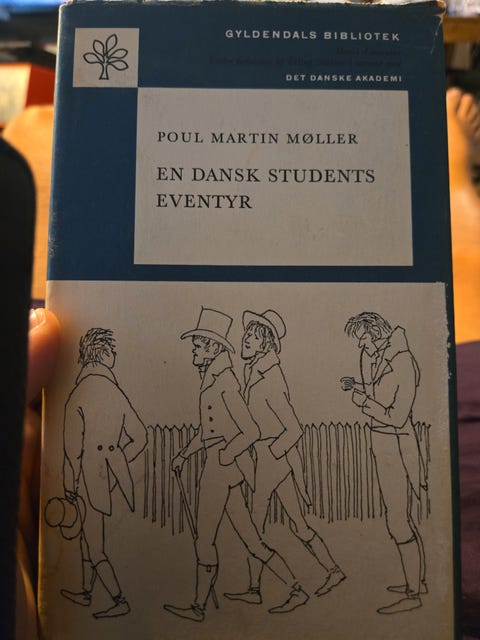 GYLDENDALS BIBLIOTEK
DET DANSKE AKADEMI
POUL MARTIN MØLLER
EN DANSK STUDENTS
EVENTYR